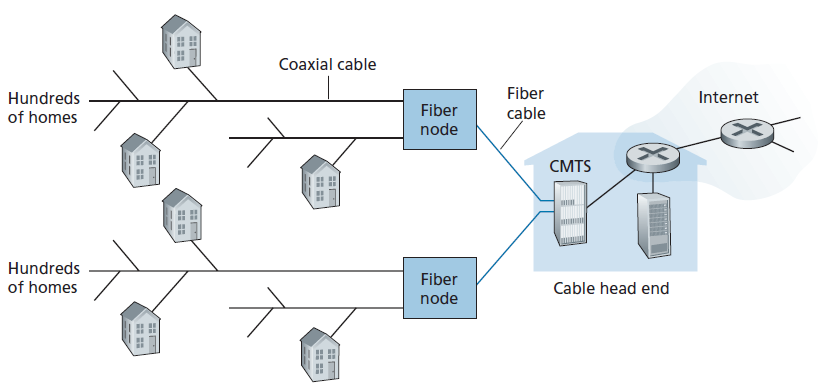 Coaxial cable
Hundreds
of homes
Fiber
node
Fiber
cable
Internet
CMTS
Hundreds
of homes
Fiber
node
Cable head end